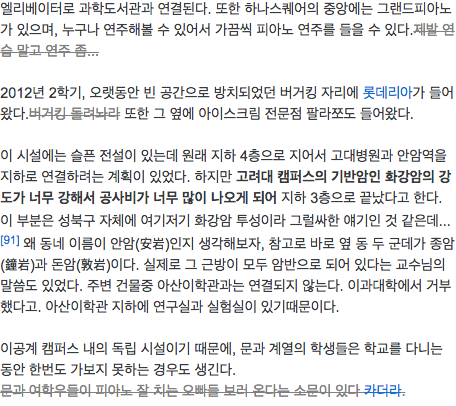 엘리베이터로 과학도서관과 연결된다. 또한 하나스퀘어의 중앙에는 그랜드피아노
가 있으며, 누구나 연주해볼 수 있어서 가끔씩 피아노 연주를 들을 수 있다.제발 연
습 말고 연주 좀...
2012년 2학기, 오랫동안 빈 공간으로 방치되었던 버거킹 자리에 롯데리아가 들어
왔다.버거킹 돌려놔라 또한 그 옆에 아이스크림 전문점 팔라쪼도 들어왔다.
이 시설에는 슬픈 전설이 있는데 원래 지하 4층으로 지어서 고대병원과 안암역을
지하로 연결하려는 계획이 있었다. 하지만 고려대 캠퍼스의 기반암인 화강암의 강
도가 너무 강해서 공사비가 너무 많이 나오게 되어 지하 3층으로 끝났다고 한다.
이 부분은 성북구 자체에 여기저기 화강암 투성이라 그럴싸한 얘기인 것 같은데...
[91] 왜 동네 이름이 안암(安岩)인지 생각해보자, 참고로 바로 옆 동 두 군데가 종암
(鐘岩)과 돈암(敦岩)이다. 실제로 그 근방이 모두 암반으로 되어 있다는 교수님의
말씀도 있었다. 주변 건물중 아산이학관과는 연결되지 않는다. 이과대학에서 거부
했다고. 아산이학관 지하에 연구실과 실험실이 있기때문이다.
이공계 캠퍼스 내의 독립 시설이기 때문에, 문과 계열의 학생들은 학교를 다니는
동안 한번도 가보지 못하는 경우도 생긴다.
문과 여학우들이 피아노 잘 치는 오빠들 보러 온다는 소문이 있다 카더라.